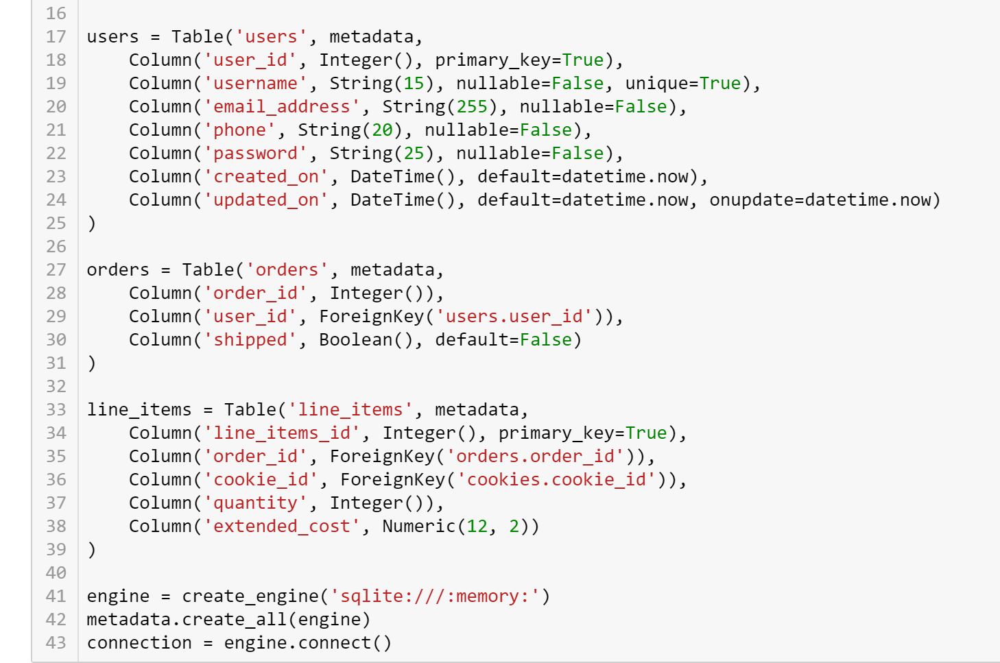 16
17 users = Table('users', metadata,
18     Column('user_id', Integer(), primary_key=True),
19     Column('username', String(15), nullable=False, unique=True),
20     Column('email_address', String(255), nullable=False),
21     Column('phone', String(20), nullable=False),
22     Column('password', String(25), nullable=False),
23     Column('created_on', DateTime(), default=datetime.now),
24     Column('updated_on', DateTime(), default=datetime.now, onupdate=datetime.now)
25 )
26
27 orders = Table('orders', metadata,
28     Column('order_id', Integer()),
29     Column('user_id', ForeignKey('users.user_id')),
30     Column('shipped', Boolean(), default=False)
31 )
32
33 line_items = Table('line_items', metadata,
34     Column('line_items_id', Integer(), primary_key=True),
35     Column('order_id', ForeignKey('orders.order_id')),
36     Column('cookie_id', ForeignKey('cookies.cookie_id')),
37     Column('quantity', Integer()),
38     Column('extended_cost', Numeric(12, 2))
39 )
40
41 engine = create_engine('sqlite:///:memory:')
42 metadata.create_all(engine)
43 connection = engine.connect()